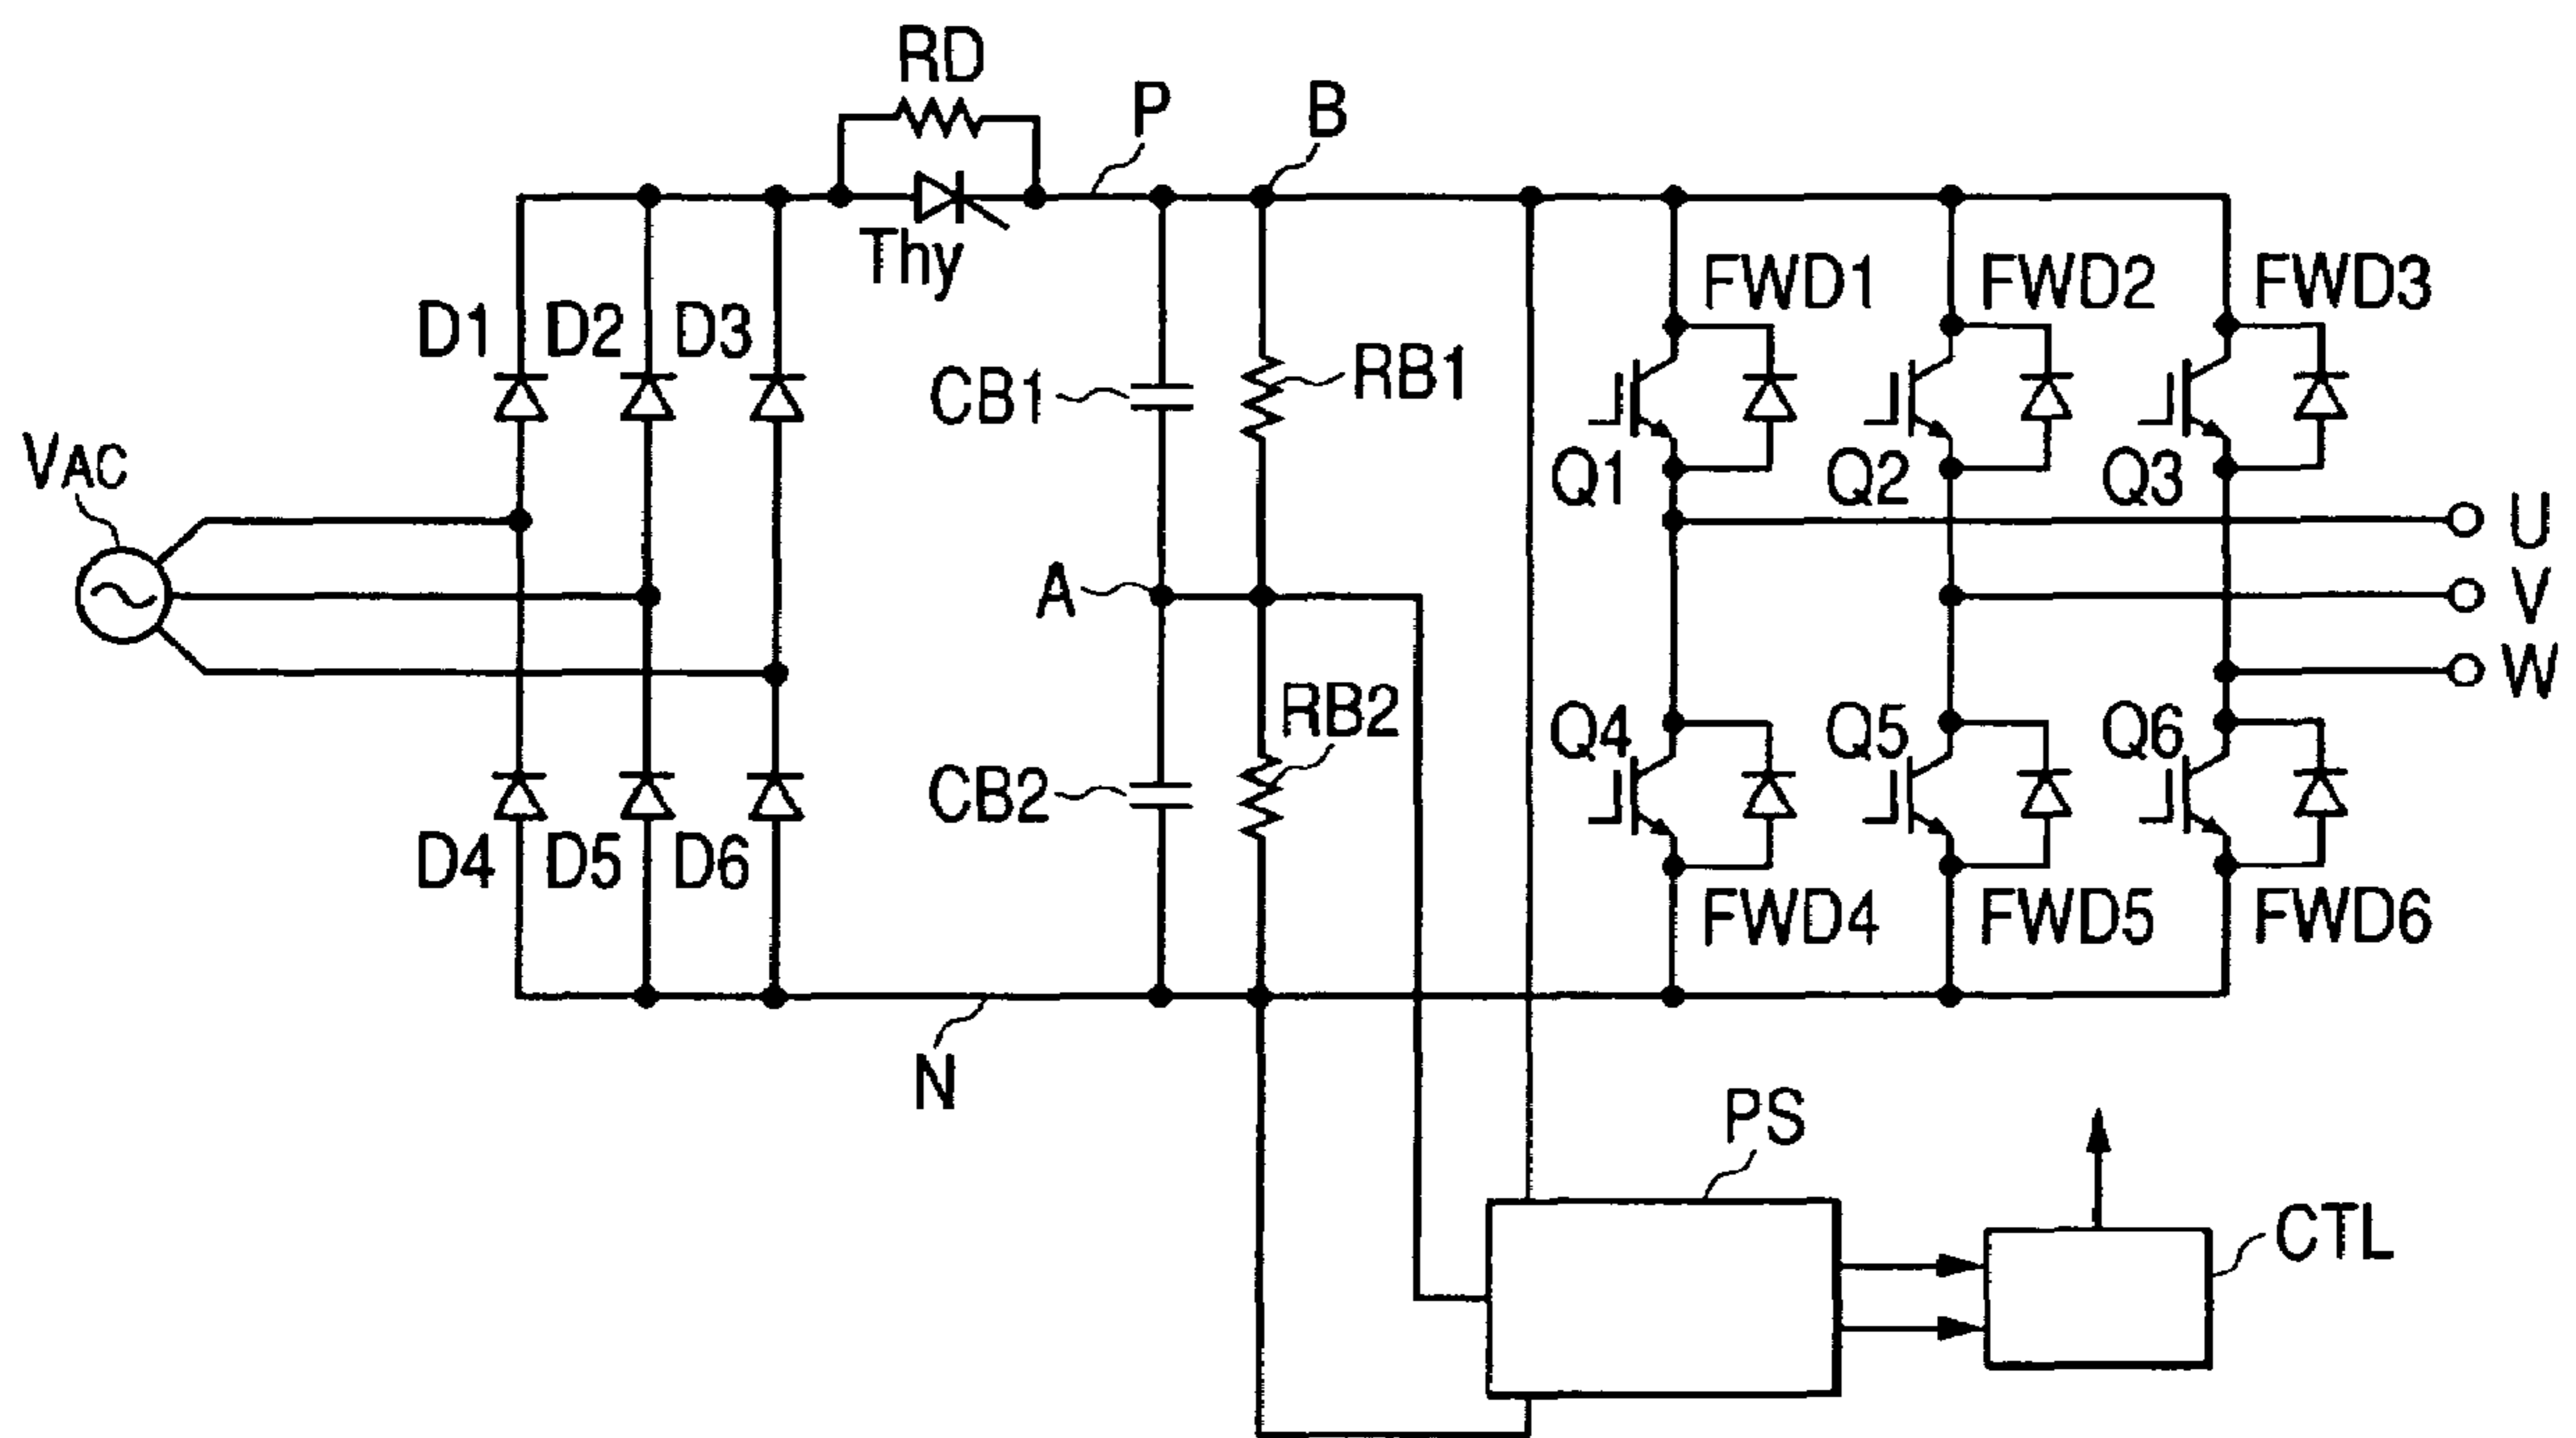 RD
P
B
Thy
FWD1
FWD2
FWD3
D1
D2
D3
CB1
RB1
VAC
Q1
Q2
Q3
U
A
V
W
RB2
Q4
Q5
Q6
CB2
D4
D5
D6
FWD4
FWD5
FWD6
N
PS
CTL